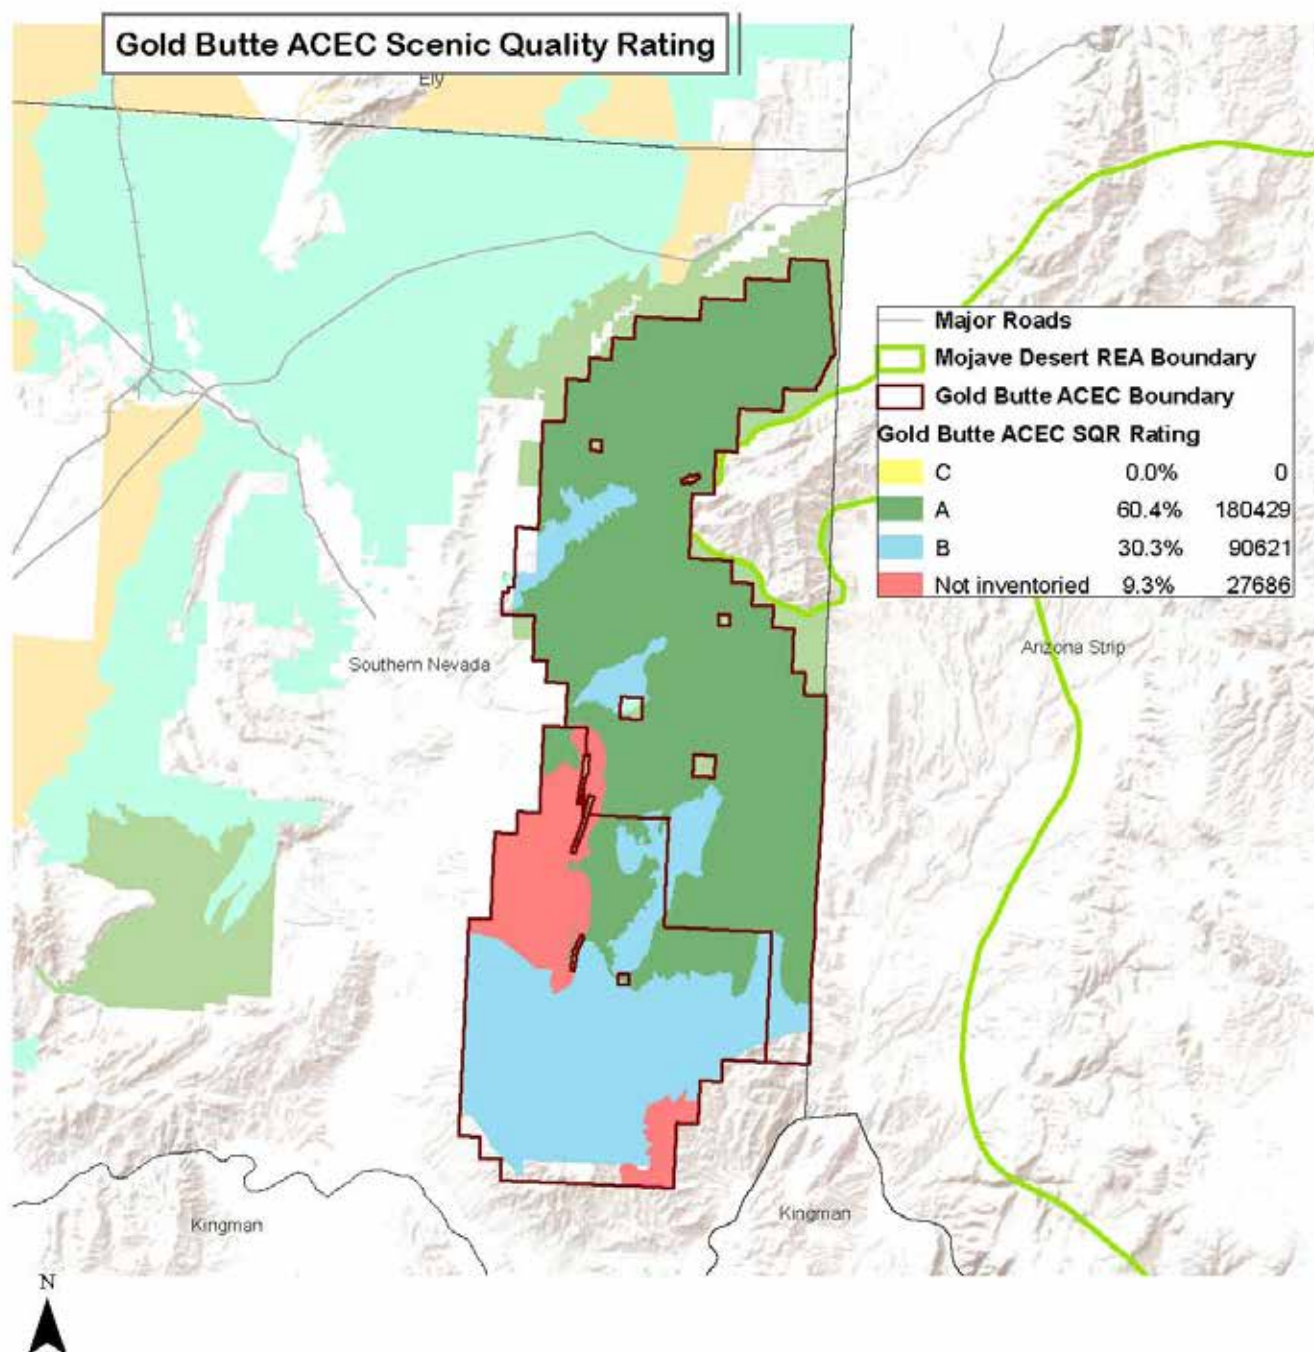 Gold Butte ACEC Scenic Quality Rating
Ely
Major Roads
Mojave Desert REA Boundary
Gold Butte ACEC Boundary
Gold Butte ACEC SQR Rating
C 0.0% 0
A 60.4% 180429
B 30.3% 90621
Not inventoried 9.3% 27686
Southern Nevada
Arizona Strip
Kingman
Kingman
N